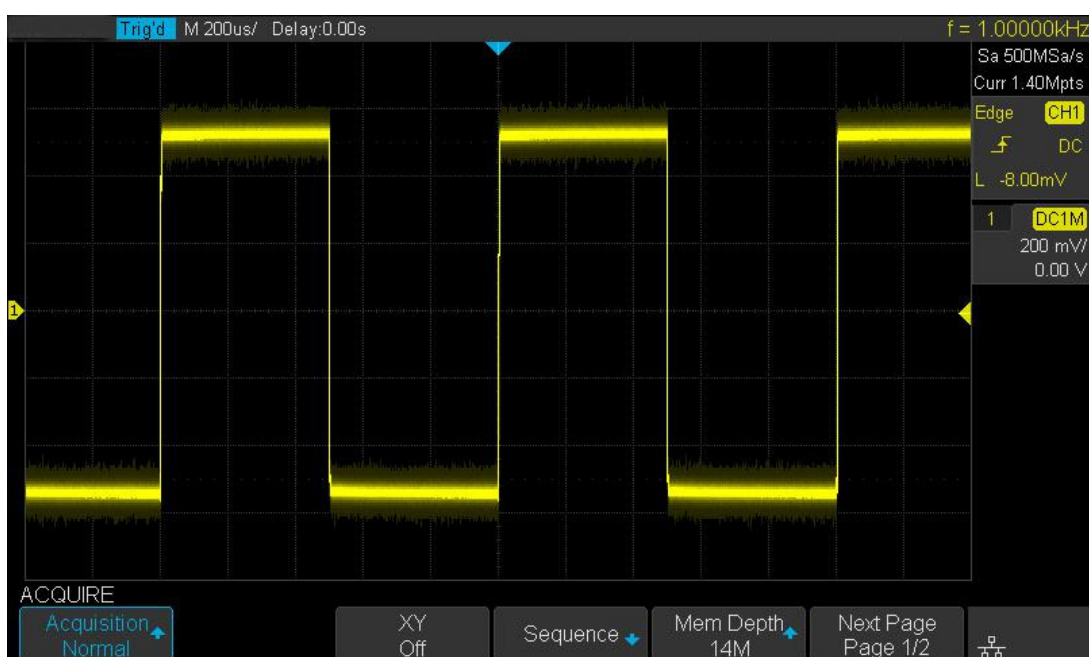 Trig'd M 200us/ Delay:0.00s f = 1.00000kHz
Sa 500MSa/s
Curr 1.40Mpts
Edge CH1
DC
L -8.00mV
1 DC1M
200 mV/
0.00 V
1
ACQUIRE
Acquisition
Normal
XY
Off
Sequence
Mem Depth
14M
Next Page
Page 1/2